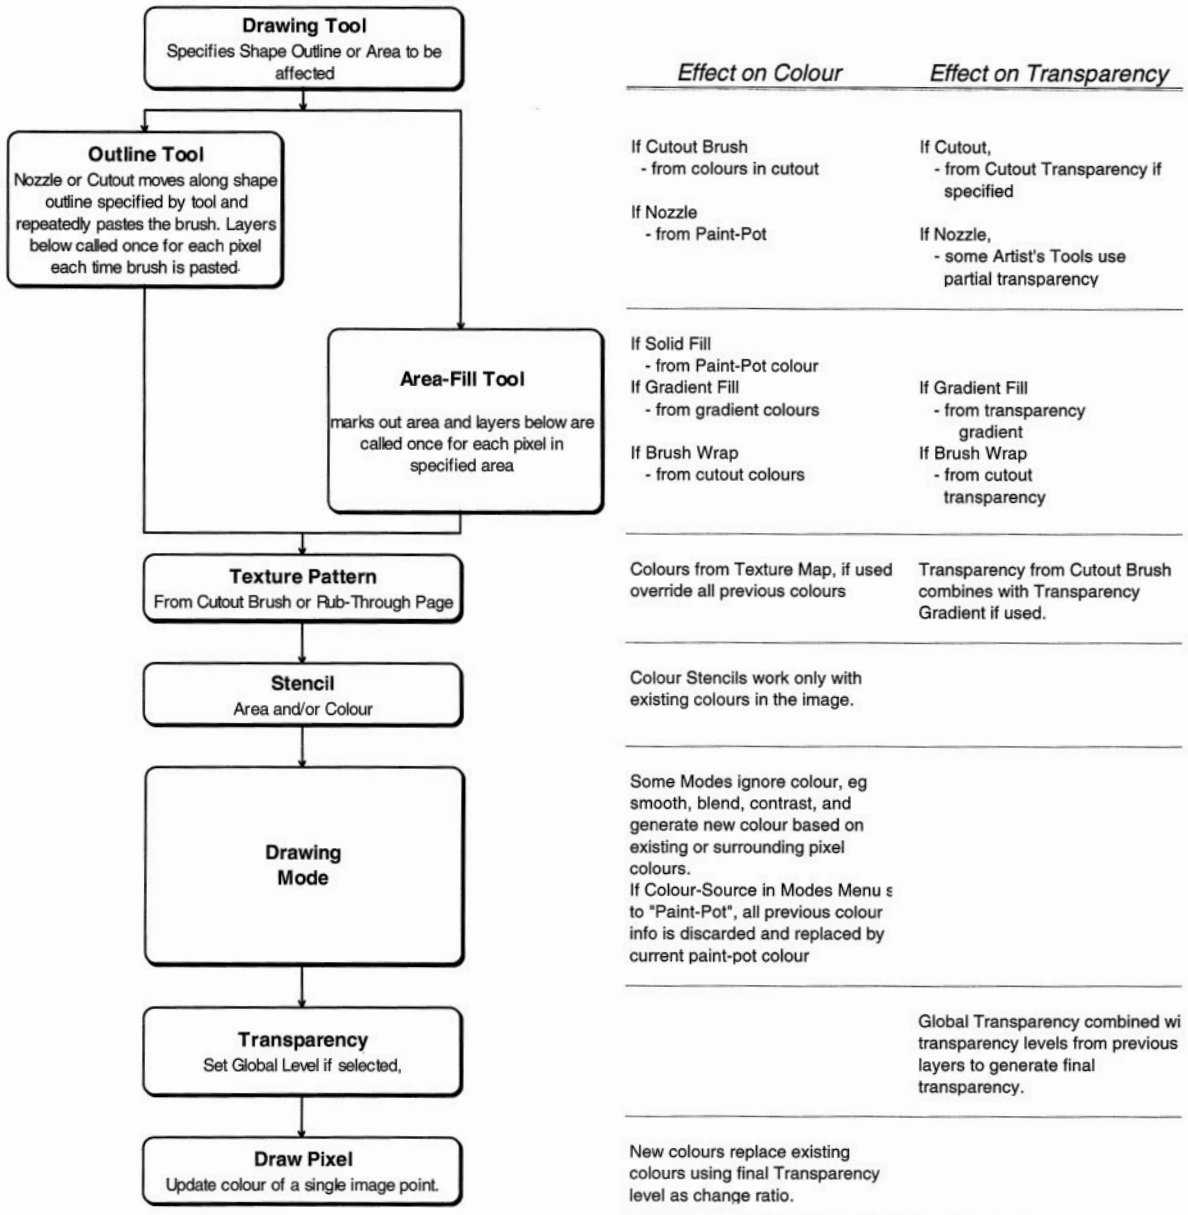 Drawing Tool
Specifies Shape Outline or Area to be
affected
Effect on Colour
Effect on Transparency
Outline Tool
Nozzle or Cutout moves along shape
outline specified by tool and
repeatedly pastes the brush. Layers
below called once for each pixel
each time brush is pasted.
If Cutout Brush
- from colours in cutout
If Nozzle
- from Paint-Pot
If Cutout,
- from Cutout Transparency if
specified
If Nozzle,
- some Artist's Tools use
partial transparency
Area-Fill Tool
marks out area and layers below are
called once for each pixel in
specified area
If Solid Fill
- from Paint-Pot colour
If Gradient Fill
- from gradient colours
If Brush Wrap
- from cutout colours
If Gradient Fill
- from transparency
gradient
If Brush Wrap
- from cutout
transparency
Texture Pattern
From Cutout Brush or Rub-Through Page
Colours from Texture Map, if used
override all previous colours
Transparency from Cutout Brush
combines with Transparency
Gradient if used.
Stencil
Area and/or Colour
Colour Stencils work only with
existing colours in the image.
Drawing
Mode
Some Modes ignore colour, eg
smooth, blend, contrast, and
generate new colour based on
existing or surrounding pixel
colours.
If Colour-Source in Modes Menu s
to "Paint-Pot", all previous colour
info is discarded and replaced by
current paint-pot colour
Transparency
Set Global Level if selected,
Global Transparency combined wi
transparency levels from previous
layers to generate final
transparency.
Draw Pixel
Update colour of a single image point.
New colours replace existing
colours using final Transparency
level as change ratio.